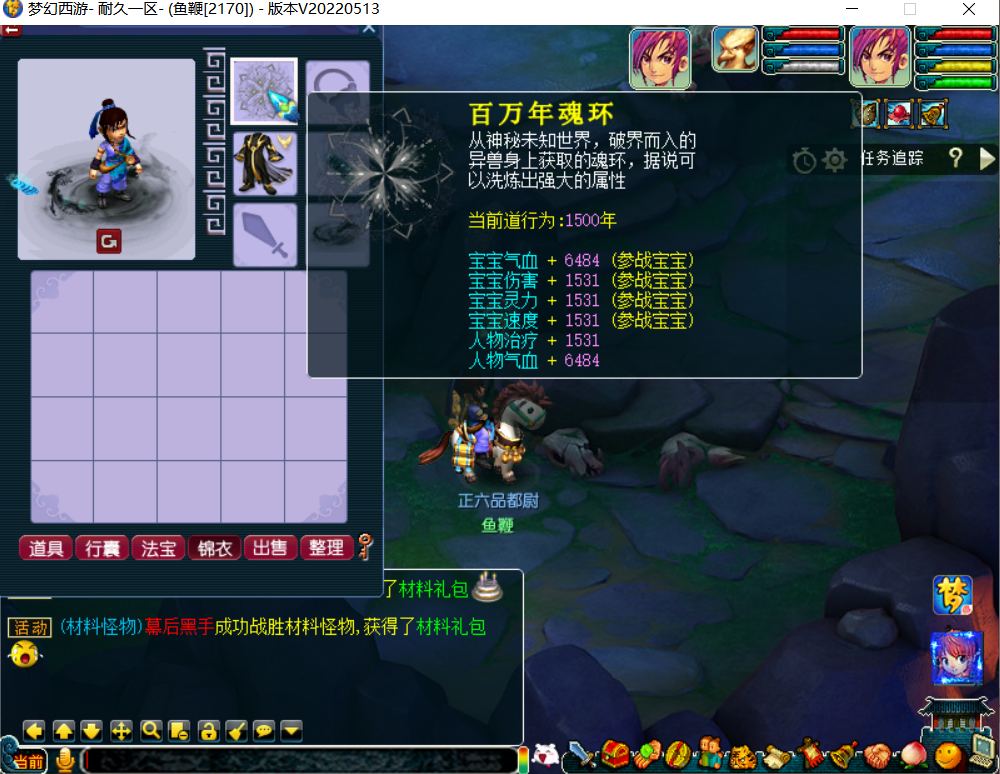 梦幻西游- 耐久一区- (鱼鞭[2170]) - 版本V20220513
百万年魂环
从神秘未知世界，破界而入的
异兽身上获取的魂环，据说可
以洗炼出强大的属性
当前道行为:1500年
宝宝气血 + 6484 (参战宝宝)
宝宝伤害 + 1531 (参战宝宝)
宝宝灵力 + 1531 (参战宝宝)
宝宝速度 + 1531 (参战宝宝)
人物治疗 + 1531
人物气血 + 6484
任务追踪 ?
正六品都尉
鱼鞭
道具 行囊 法宝 锦衣 出售 整理
了材料礼包
活动 (材料怪物)幕后黑手成功战胜材料怪物,获得了材料礼包
梦
当前